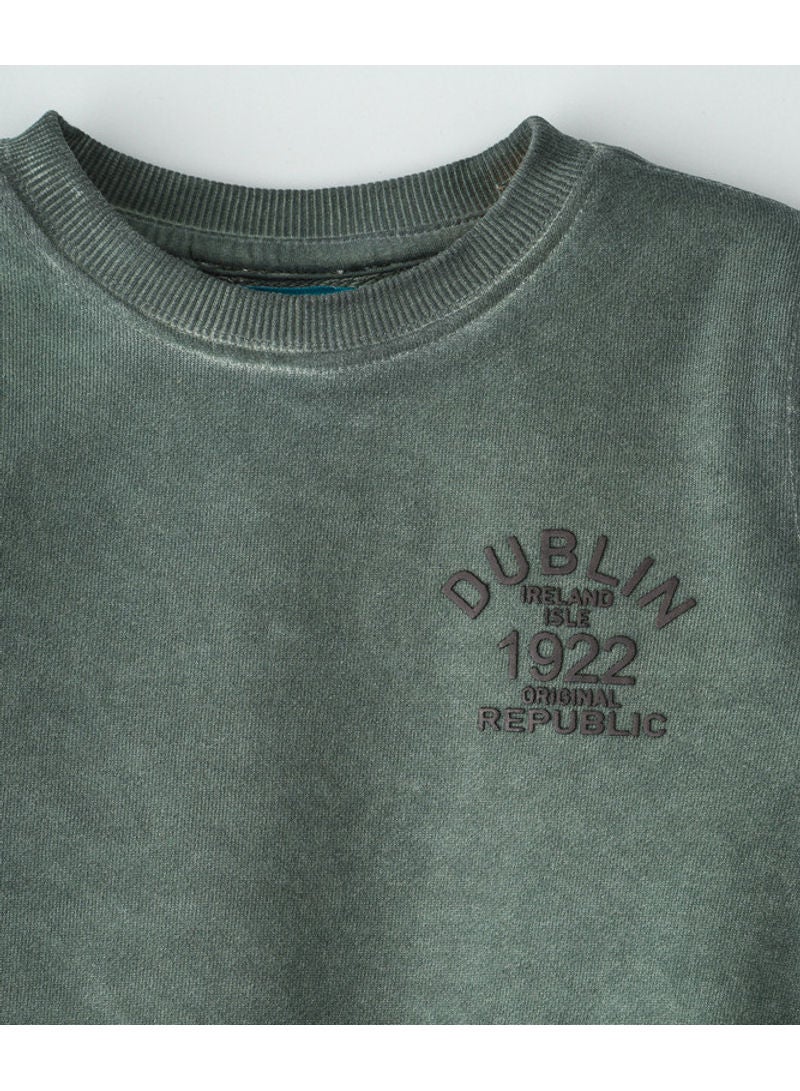 DUBLIN
IRELAND
ISLE
1922
ORIGINAL
REPUBLIC